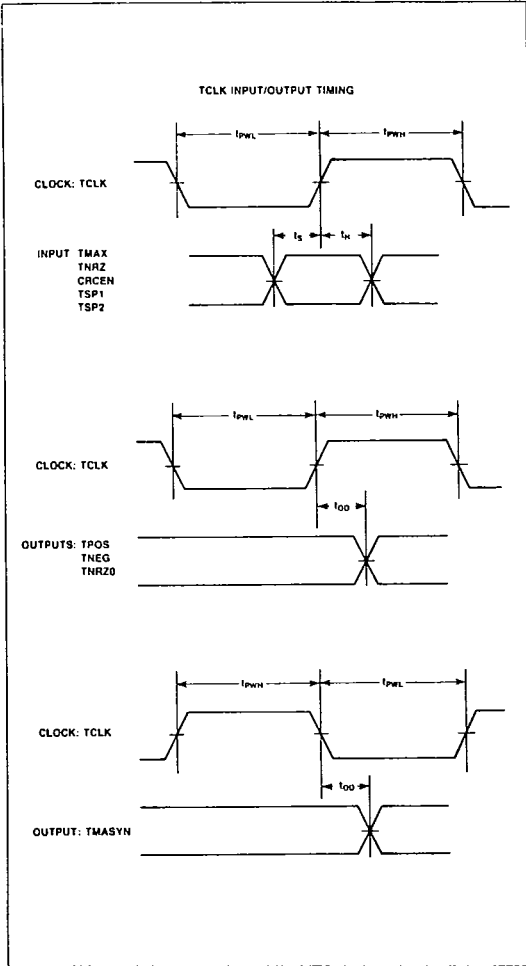 TCLK INPUT/OUTPUT TIMING
tPWL tPWH
CLOCK: TCLK
tS tH
INPUT TMAX
TNRZ
CRCEN
TSP1
TSP2
tPWL tPWH
CLOCK: TCLK
tOD
OUTPUTS: TPOS
TNEG
TNRZ0
tPWH tPWL
CLOCK: TCLK
tOD
OUTPUT: TMASYN